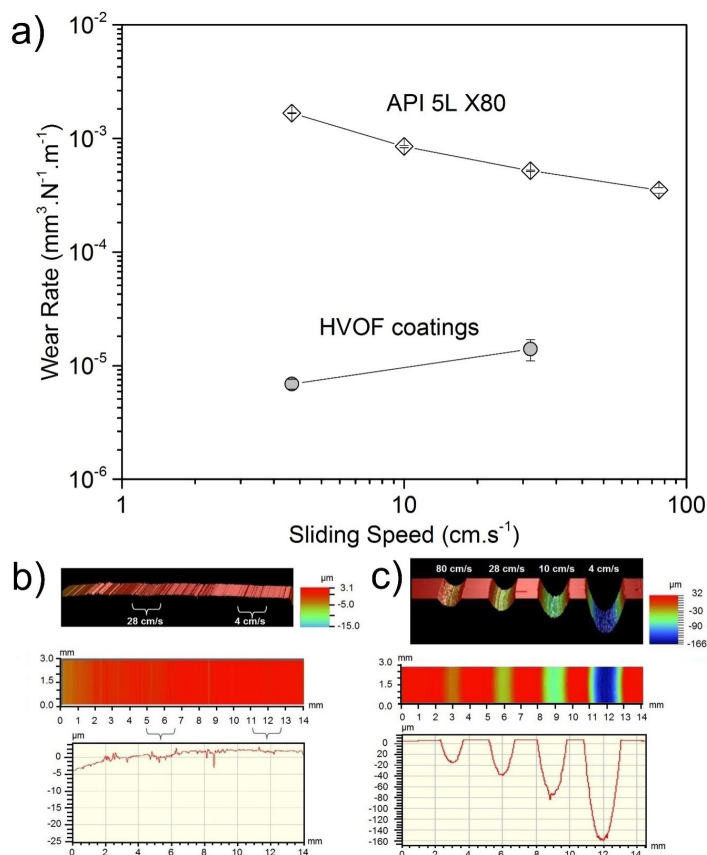 a)
10⁻²
10⁻³
10⁻⁴
10⁻⁵
10⁻⁶
Wear Rate (mm³.N⁻¹.m⁻¹)
API 5L X80
HVOF coatings
1 10 100
Sliding Speed (cm.s⁻¹)
b)
28 cm/s 4 cm/s
µm
3.1
-5.0
-15.0
mm
3.0
1.5
0.0
0 1 2 3 4 5 6 7 8 9 10 11 12 13 14 mm
µm
0
-5
-10
-15
-20
-25
0 2 4 6 8 10 12 14 mm
c)
80 cm/s 28 cm/s 10 cm/s 4 cm/s
µm
32
-30
-90
-166
mm
3.0
1.5
0.0
0 1 2 3 4 5 6 7 8 9 10 11 12 13 14 mm
µm
0
-20
-40
-60
-80
-100
-120
-140
-160
0 2 4 6 8 10 12 14 mm